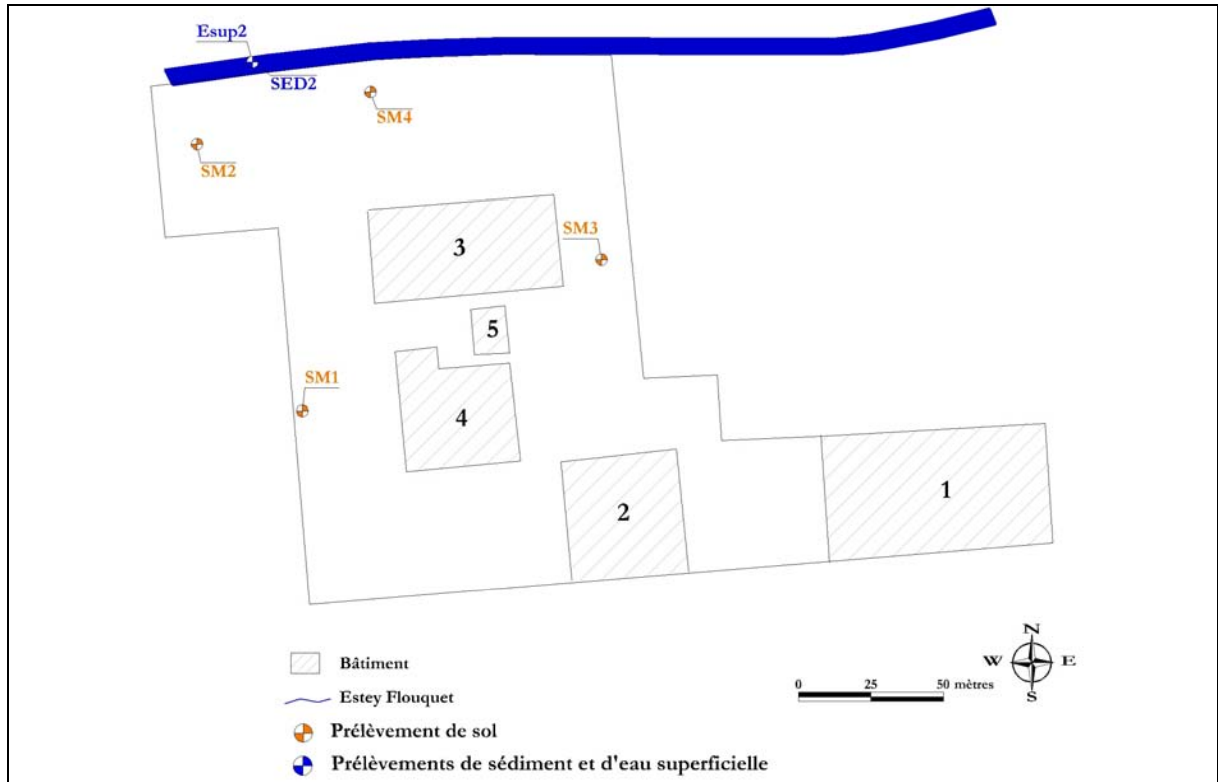 Esup2
SED2
SM4
SM2
3
SM3
5
SM1
4
2
1
N
W E
S
Bâtiment
Estey Flouquet
0 25 50 mètres
Prélèvement de sol
Prélèvements de sédiment et d'eau superficielle